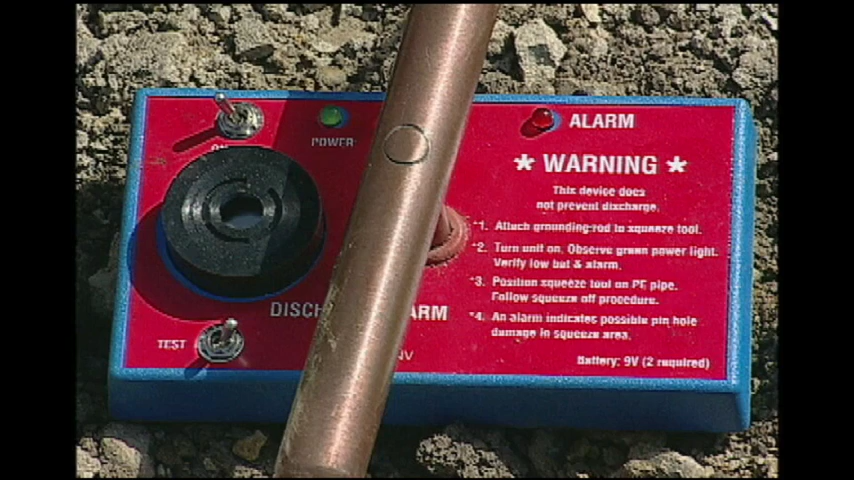 POWER
ALARM
* WARNING *
This device does
not prevent discharge.
*1. Attach grounding rod to squeeze tool.
*2. Turn unit on. Observe green power light.
Verify low bat & alarm.
*3. Position squeeze tool on PE pipe.
Follow squeeze off procedure.
*4. An alarm indicates possible pin hole
damage in squeeze area.
Battery: 9V (2 required)
ON
DISCH ARM
TEST
NV